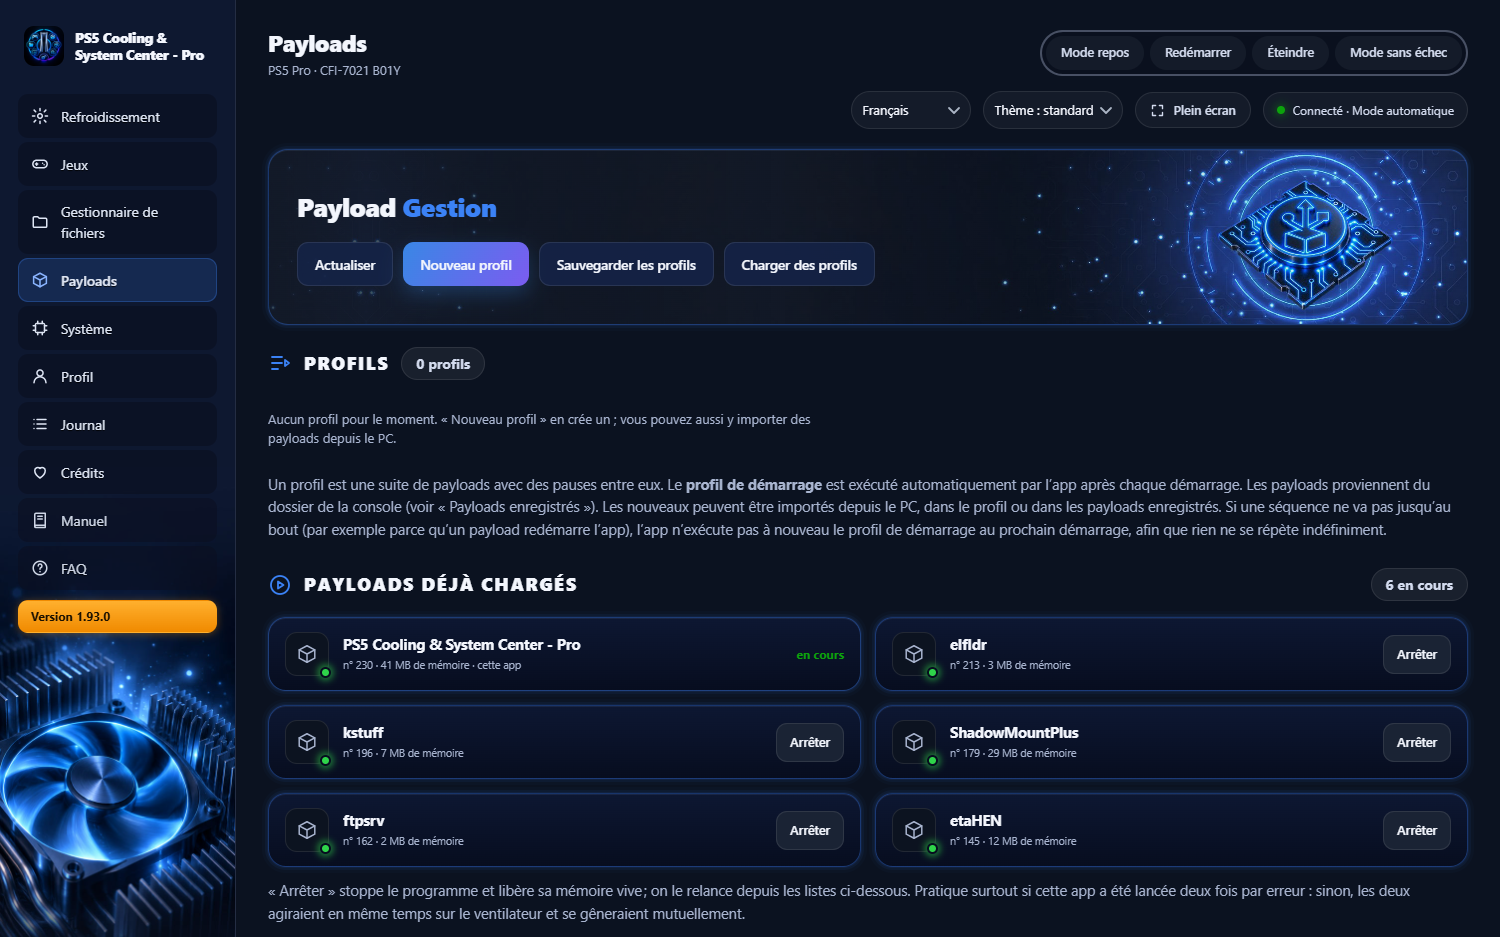 PS5 Cooling &
System Center - Pro
Refroidissement
Jeux
Gestionnaire de
fichiers
Payloads
Système
Profil
Journal
Crédits
Manuel
FAQ
Version 1.93.0
Payloads
PS5 Pro · CFI-7021 B01Y
Mode repos
Redémarrer
Éteindre
Mode sans échec
Français
Thème : standard
Plein écran
Connecté · Mode automatique
Payload Gestion
Actualiser
Nouveau profil
Sauvegarder les profils
Charger des profils
PROFILS
0 profils
Aucun profil pour le moment. « Nouveau profil » en crée un ; vous pouvez aussi y importer des
payloads depuis le PC.
Un profil est une suite de payloads avec des pauses entre eux. Le profil de démarrage est exécuté automatiquement par l’app après chaque démarrage. Les payloads proviennent du
dossier de la console (voir « Payloads enregistrés »). Les nouveaux peuvent être importés depuis le PC, dans le profil ou dans les payloads enregistrés. Si une séquence ne va pas jusqu’au
bout (par exemple parce qu’un payload redémarre l’app), l’app n’exécute pas à nouveau le profil de démarrage au prochain démarrage, afin que rien ne se répète indéfiniment.
PAYLOADS DÉJÀ CHARGÉS
6 en cours
PS5 Cooling & System Center - Pro
n° 230 · 41 MB de mémoire · cette app
en cours
elfldr
n° 213 · 3 MB de mémoire
Arrêter
kstuff
n° 196 · 7 MB de mémoire
Arrêter
ShadowMountPlus
n° 179 · 29 MB de mémoire
Arrêter
ftpsrv
n° 162 · 2 MB de mémoire
Arrêter
etaHEN
n° 145 · 12 MB de mémoire
Arrêter
« Arrêter » stoppe le programme et libère sa mémoire vive ; on le relance depuis les listes ci-dessous. Pratique surtout si cette app a été lancée deux fois par erreur : sinon, les deux
agiraient en même temps sur le ventilateur et se gêneraient mutuellement.